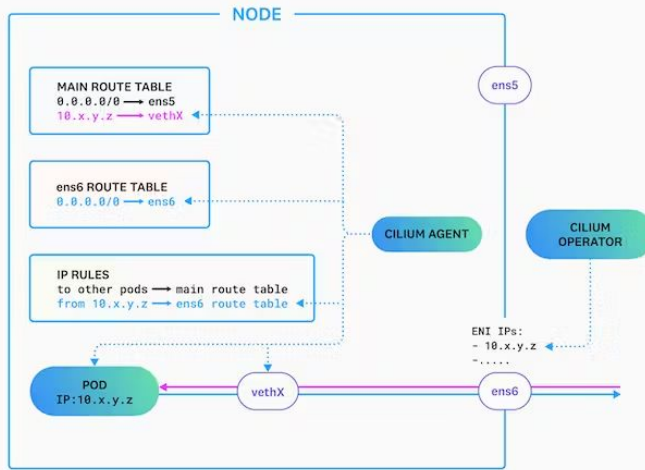 NODE
MAIN ROUTE TABLE
0.0.0.0/0 → ens5
10.x.y.z → vethX
ens5
ens6 ROUTE TABLE
0.0.0.0/0 → ens6
CILIUM AGENT
CILIUM
OPERATOR
IP RULES
to other pods → main route table
from 10.x.y.z → ens6 route table
ENI IPs:
- 10.x.y.z
-.....
POD
IP:10.x.y.z
vethX
ens6